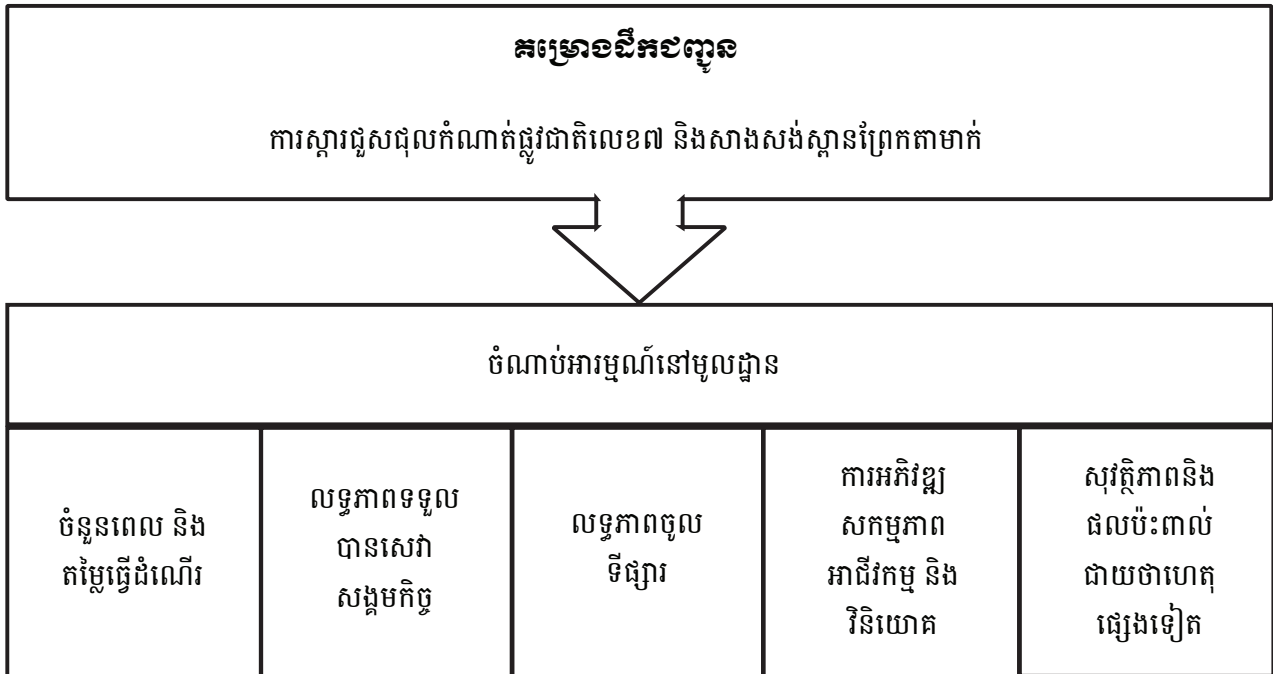 គម្រោងដឹកជញ្ជូន
ការស្តារជួសជុលកំណាត់ផ្លូវជាតិលេខ៧ និងសាងសង់ស្ពានព្រែកតាមាក់
ចំណាប់អារម្មណ៍នៅមូលដ្ឋាន
ចំនួនពេល និង
តម្លៃធ្វើដំណើរ
លទ្ធភាពទទួល
បានសេវា
សង្គមកិច្ច
លទ្ធភាពចូល
ទីផ្សារ
ការអភិវឌ្ឍ
សកម្មភាព
អាជីវកម្ម និង
វិនិយោគ
សុវត្ថិភាពនិង
ផលប៉ះពាល់
ជាយថាហេតុ
ផ្សេងទៀត